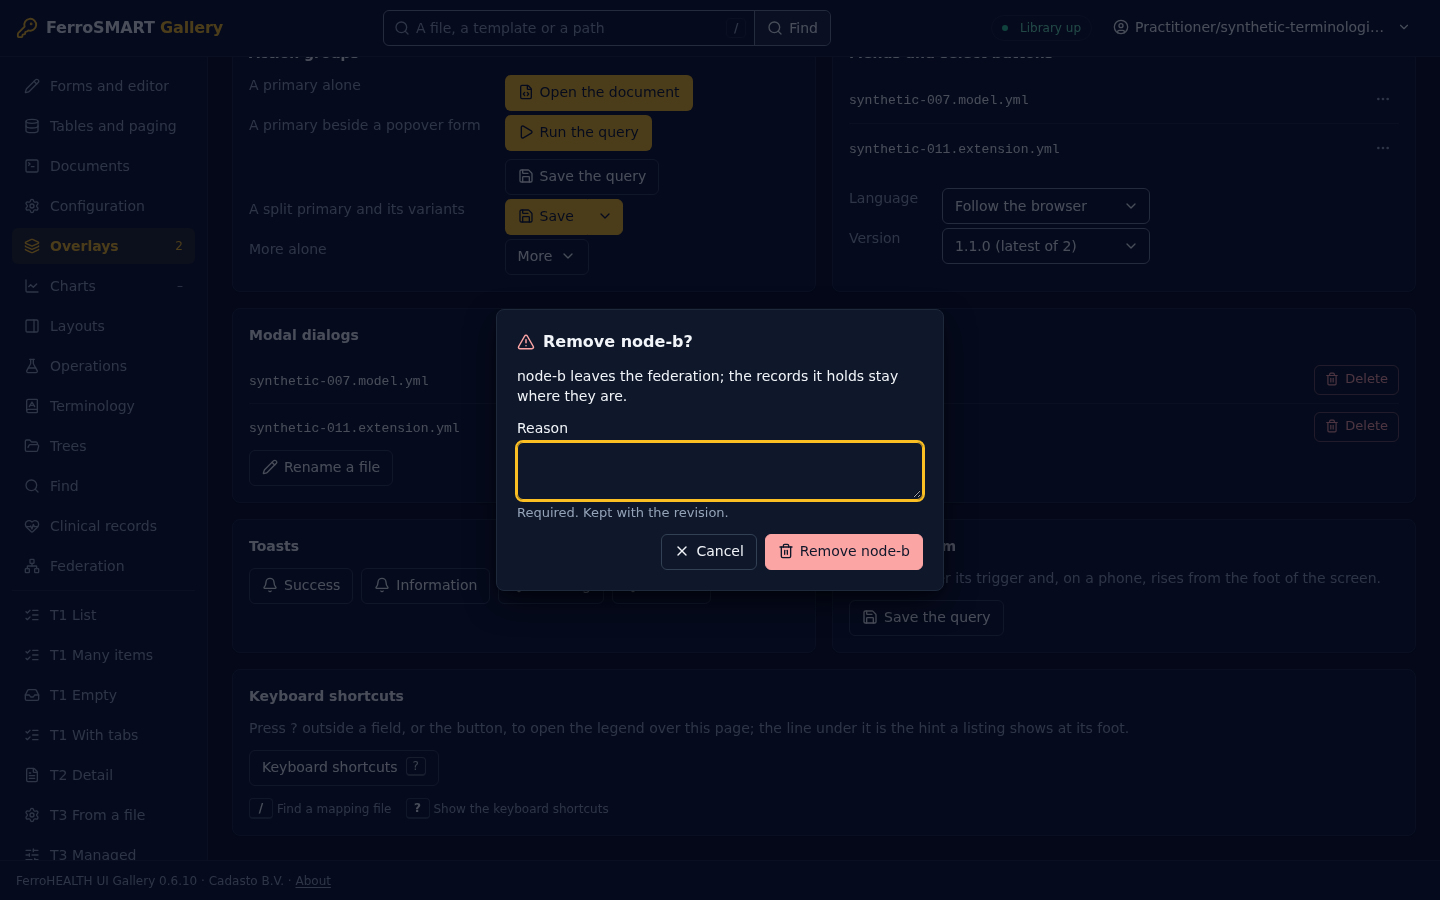 FerroSMART Gallery
A file, a template or a path
/
Find
Library up
Practitioner/synthetic-terminologi…
Forms and editor
Tables and paging
Documents
Configuration
Overlays 2
Charts –
Layouts
Operations
Terminology
Trees
Find
Clinical records
Federation
T1 List
T1 Many items
T1 Empty
T1 With tabs
T2 Detail
T3 From a file
T3 Managed
A primary alone
Open the document
A primary beside a popover form
Run the query
Save the query
A split primary and its variants
Save
More alone
More
synthetic-007.model.yml
synthetic-011.extension.yml
Language
Follow the browser
Version
1.1.0 (latest of 2)
Modal dialogs
synthetic-007.model.yml
Delete
synthetic-011.extension.yml
Delete
Rename a file
Remove node-b?
node-b leaves the federation; the records it holds stay
where they are.
Reason
Required. Kept with the revision.
Cancel
Remove node-b
Toasts
Success
Information
its trigger and, on a phone, rises from the foot of the screen.
Save the query
Keyboard shortcuts
Press ? outside a field, or the button, to open the legend over this page; the line under it is the hint a listing shows at its foot.
Keyboard shortcuts ?
/ Find a mapping file ? Show the keyboard shortcuts
FerroHEALTH UI Gallery 0.6.10 · Cadasto B.V. · About